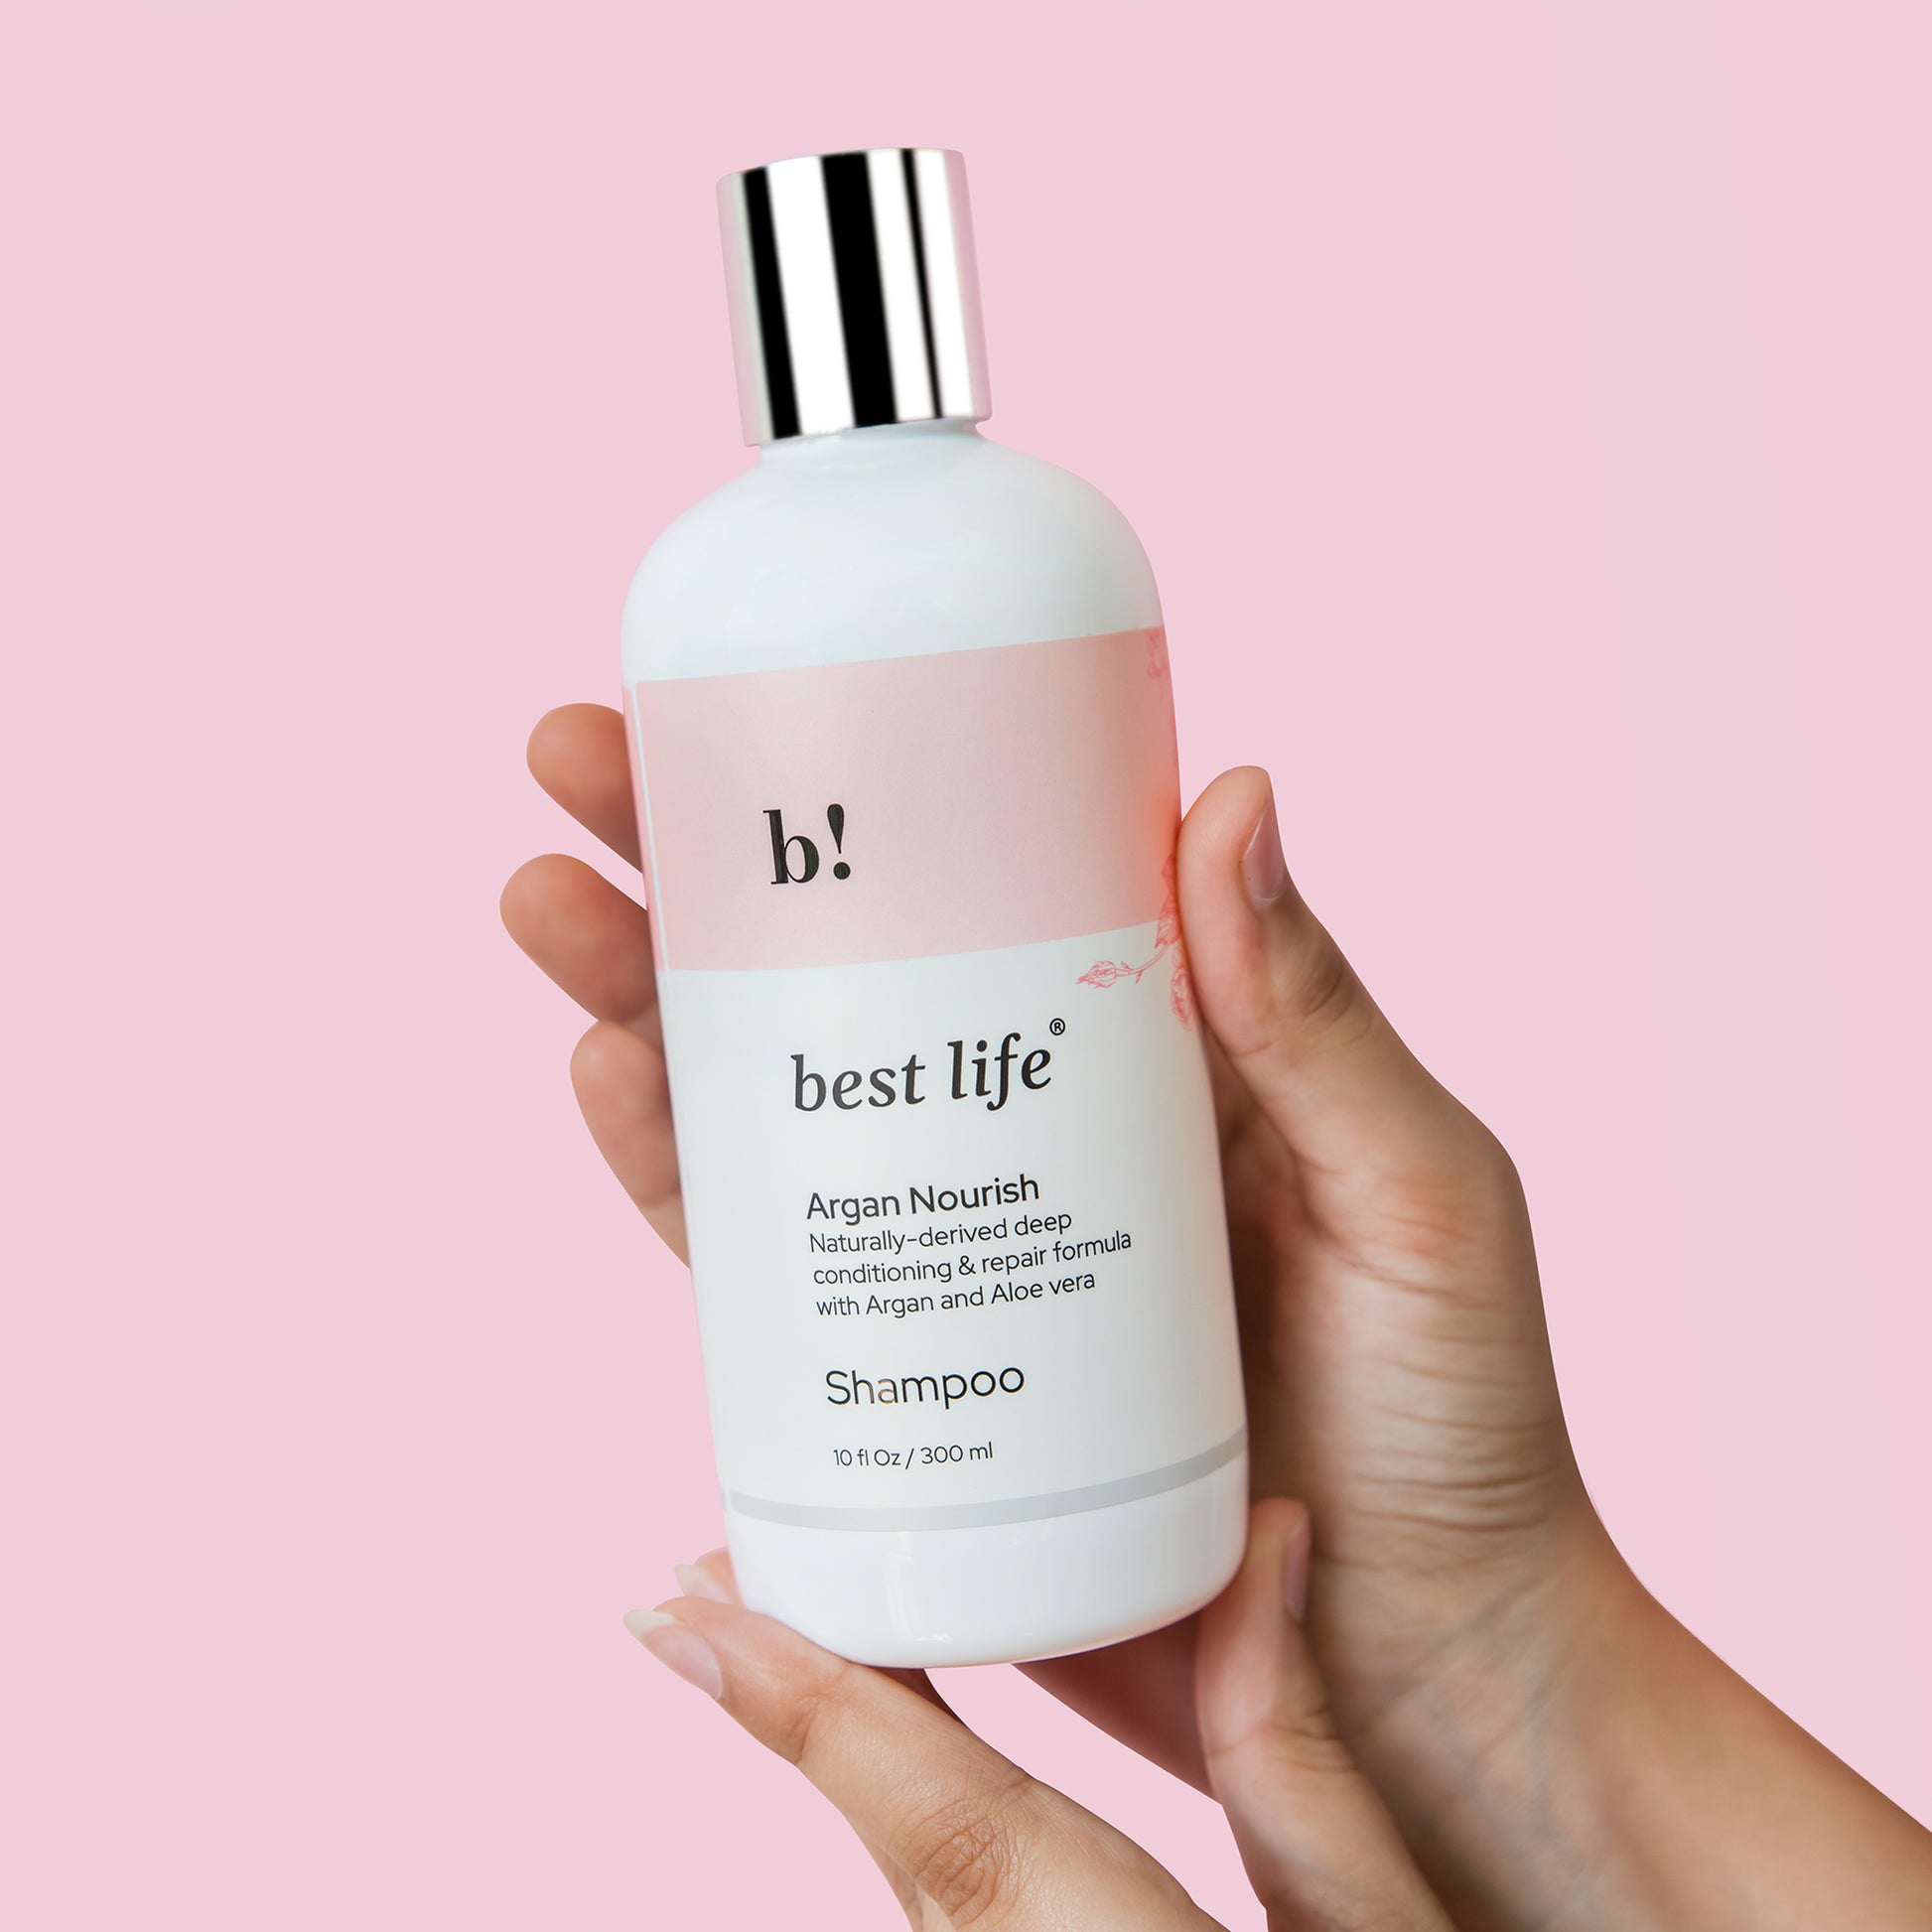 b!
best life®
Argan Nourish
Naturally-derived deep
conditioning & repair formula
with Argan and Aloe vera
Shampoo
10 fl Oz / 300 ml